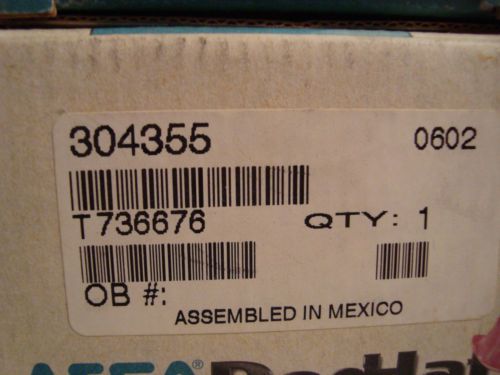 304355 0602
T736676 QTY: 1
OB #:
ASSEMBLED IN MEXICO